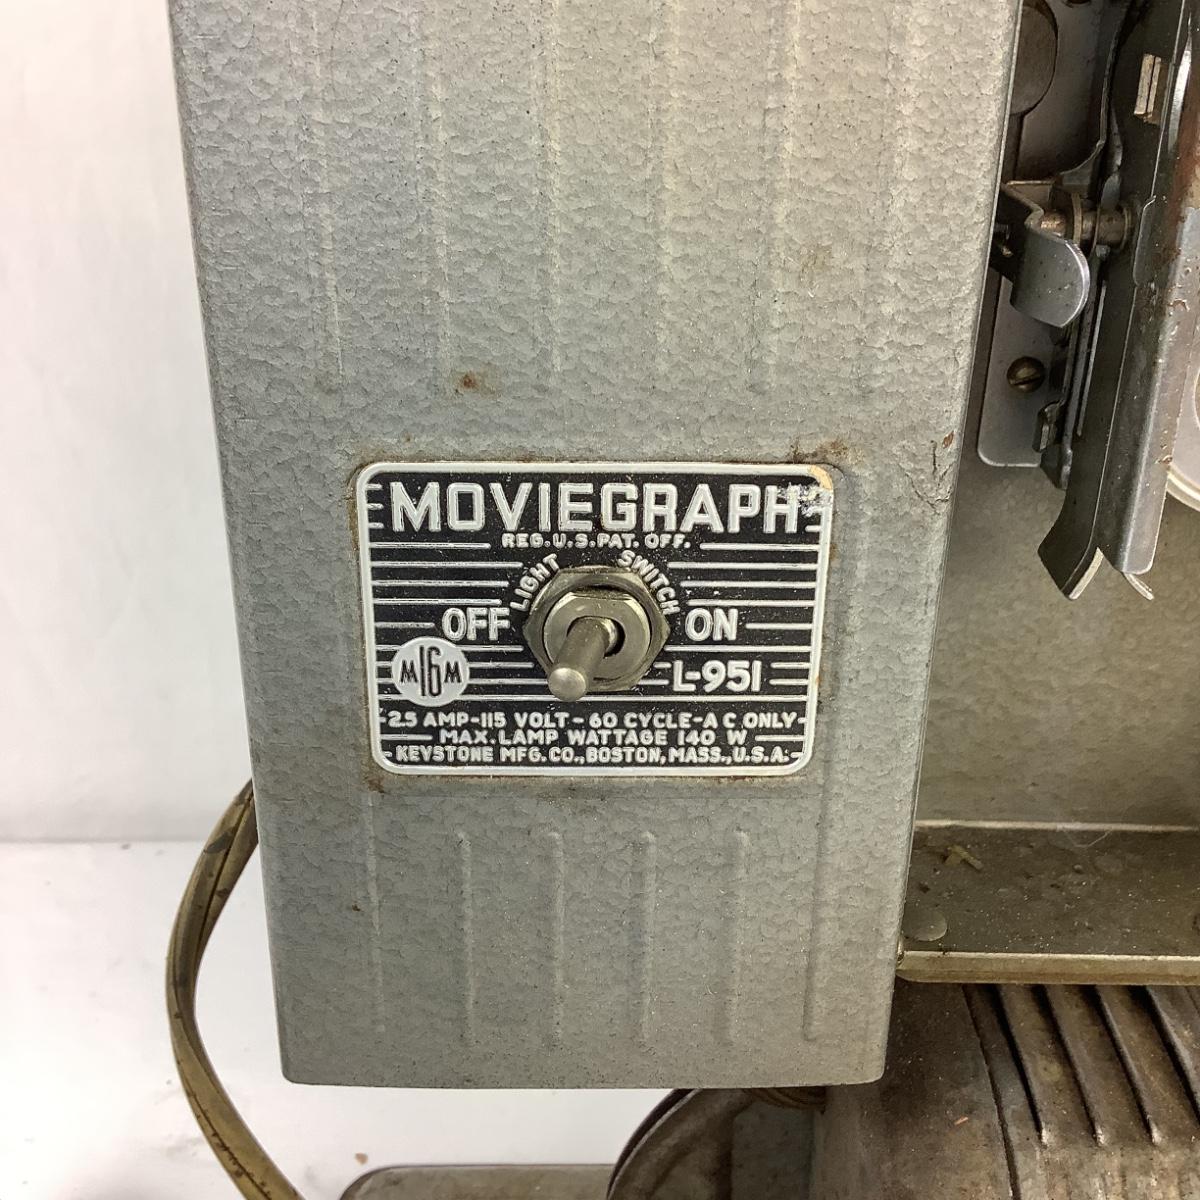 MOVIEGRAPH
REG. U.S. PAT. OFF.
LIGHT SWITCH
OFF ON
M16M
L-951
2.5 AMP-115 VOLT-60 CYCLE-A C ONLY
MAX. LAMP WATTAGE 140 W
KEYSTONE MFG. CO., BOSTON, MASS., U.S.A.